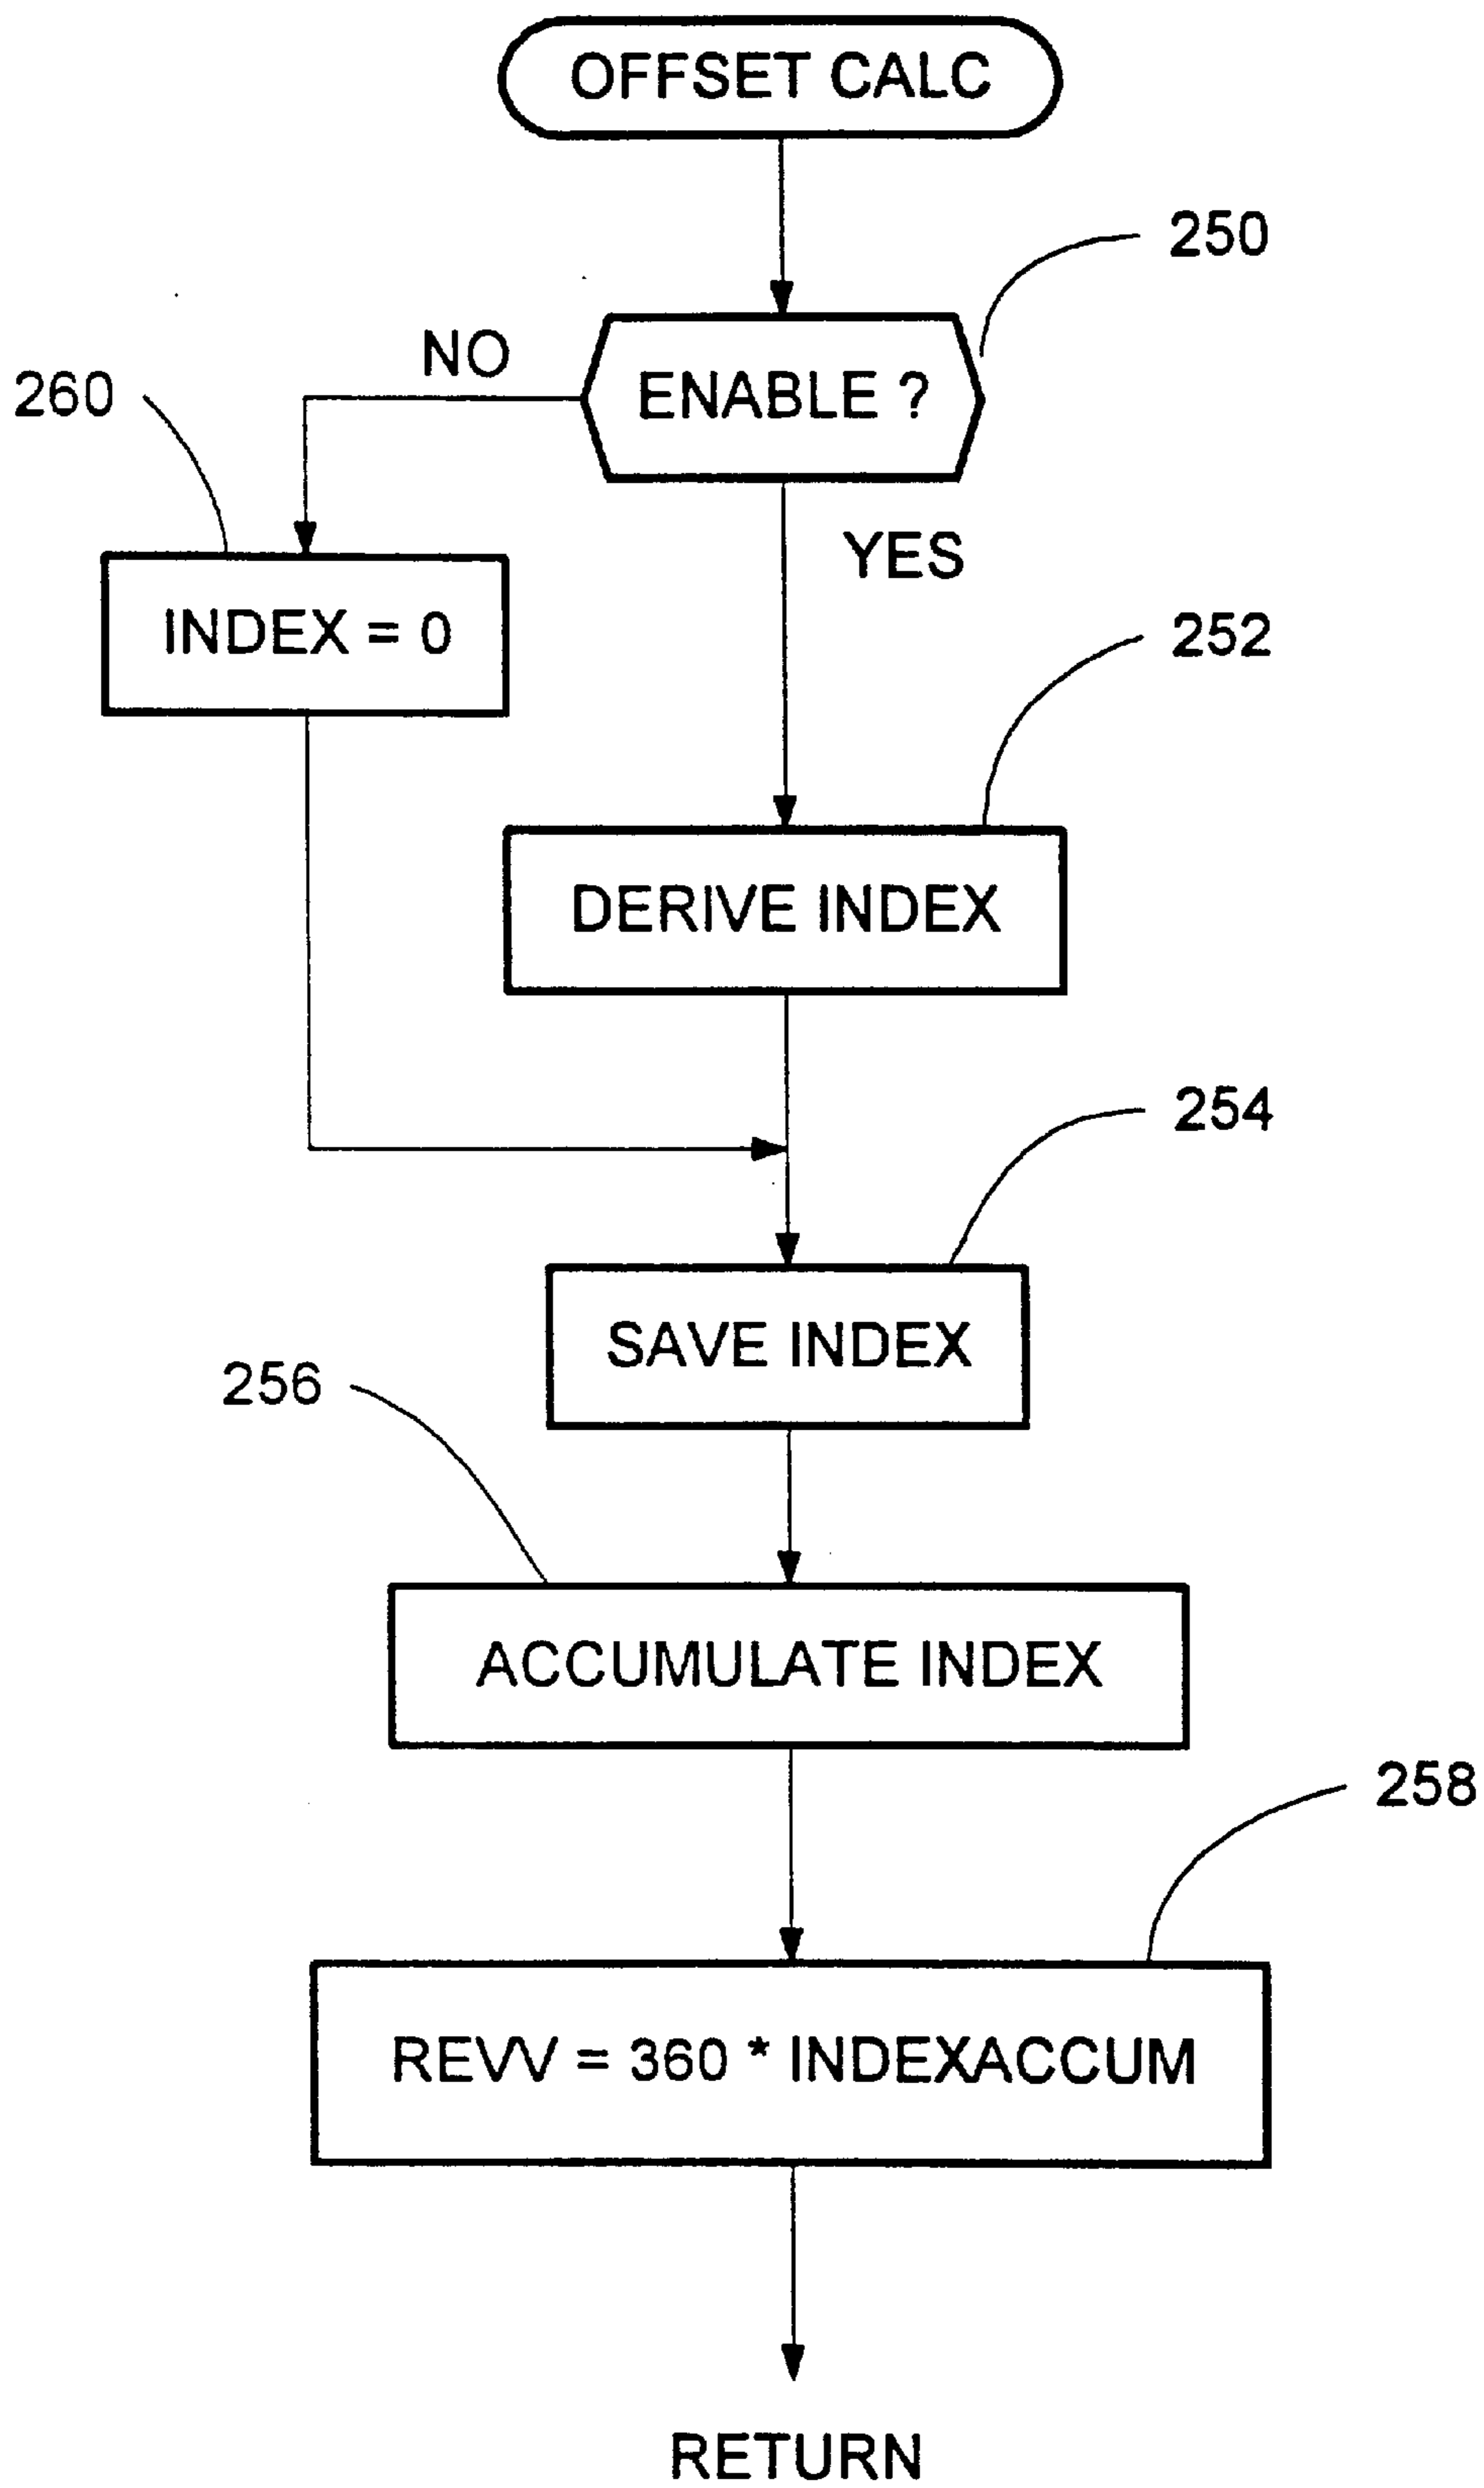 OFFSET CALC
250
NO
ENABLE ?
260
YES
INDEX = 0
252
DERIVE INDEX
254
SAVE INDEX
256
ACCUMULATE INDEX
258
REVV = 360 * INDEXACCUM
RETURN